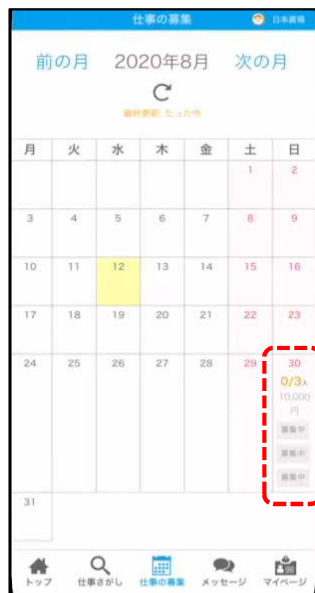 仕事の募集 日本農場
前の月 2020年8月 次の月
最終更新: たった今
月 火 水 木 金 土 日
1 2
3 4 5 6 7 8 9
10 11 12 13 14 15 16
17 18 19 20 21 22 23
24 25 26 27 28 29 30
0/3人
10,000
円
募集中
募集中
募集中
31
トップ 仕事さがし 仕事の募集 メッセージ マイページ